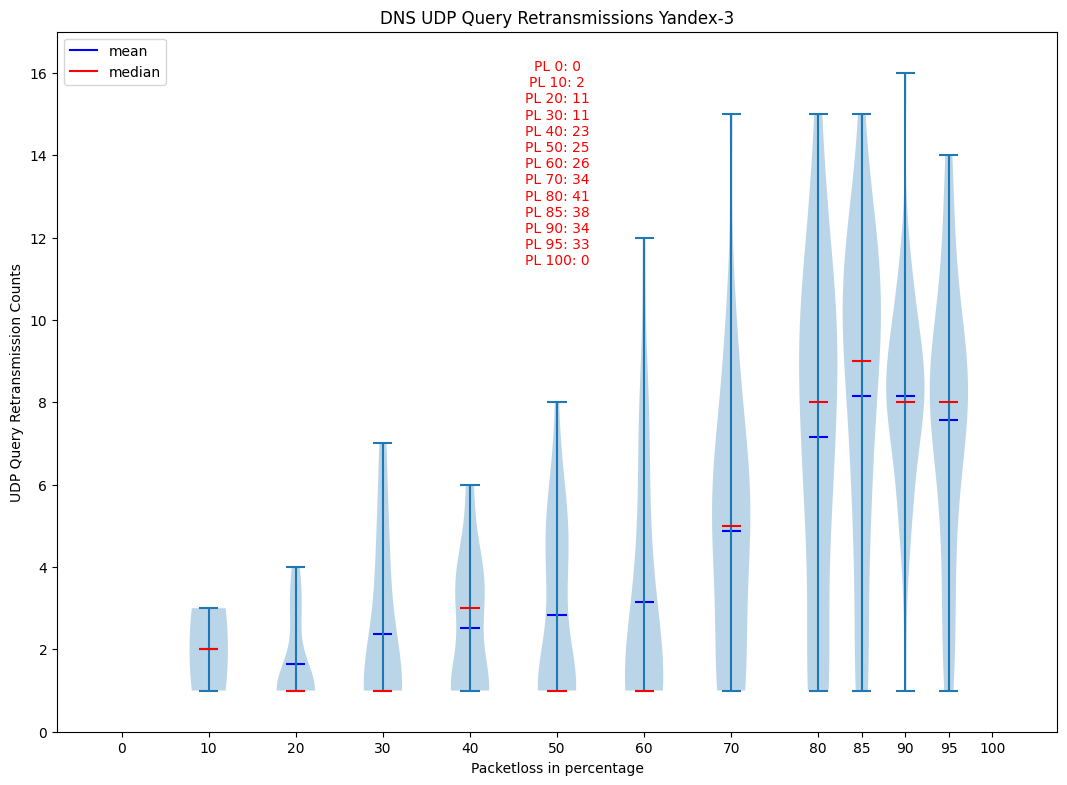 DNS UDP Query Retransmissions Yandex-3
mean
median
PL 0: 0
PL 10: 2
PL 20: 11
PL 30: 11
PL 40: 23
PL 50: 25
PL 60: 26
PL 70: 34
PL 80: 41
PL 85: 38
PL 90: 34
PL 95: 33
PL 100: 0
UDP Query Retransmission Counts
16
14
12
10
8
6
4
2
0
0 10 20 30 40 50 60 70 80 85 90 95 100
Packetloss in percentage